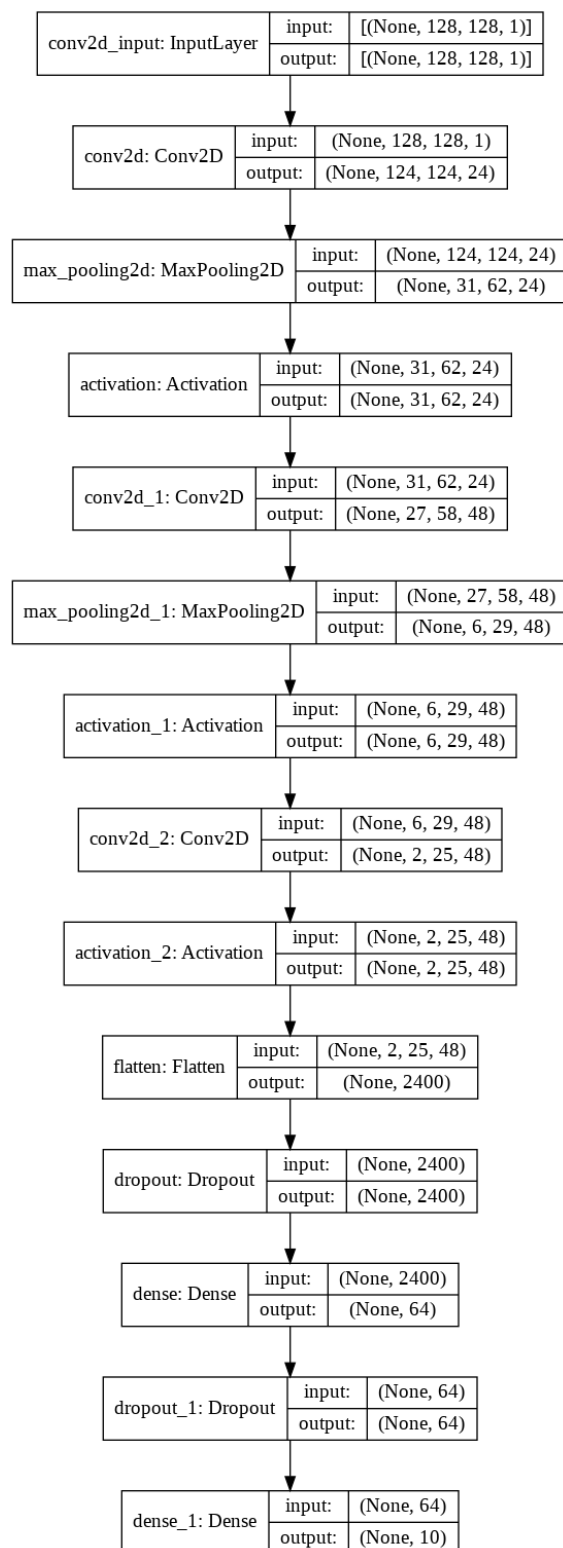 conv2d_input: InputLayer
input: [(None, 128, 128, 1)]
output: [(None, 128, 128, 1)]
conv2d: Conv2D
input: (None, 128, 128, 1)
output: (None, 124, 124, 24)
max_pooling2d: MaxPooling2D
input: (None, 124, 124, 24)
output: (None, 31, 62, 24)
activation: Activation
input: (None, 31, 62, 24)
output: (None, 31, 62, 24)
conv2d_1: Conv2D
input: (None, 31, 62, 24)
output: (None, 27, 58, 48)
max_pooling2d_1: MaxPooling2D
input: (None, 27, 58, 48)
output: (None, 6, 29, 48)
activation_1: Activation
input: (None, 6, 29, 48)
output: (None, 6, 29, 48)
conv2d_2: Conv2D
input: (None, 6, 29, 48)
output: (None, 2, 25, 48)
activation_2: Activation
input: (None, 2, 25, 48)
output: (None, 2, 25, 48)
flatten: Flatten
input: (None, 2, 25, 48)
output: (None, 2400)
dropout: Dropout
input: (None, 2400)
output: (None, 2400)
dense: Dense
input: (None, 2400)
output: (None, 64)
dropout_1: Dropout
input: (None, 64)
output: (None, 64)
dense_1: Dense
input: (None, 64)
output: (None, 10)